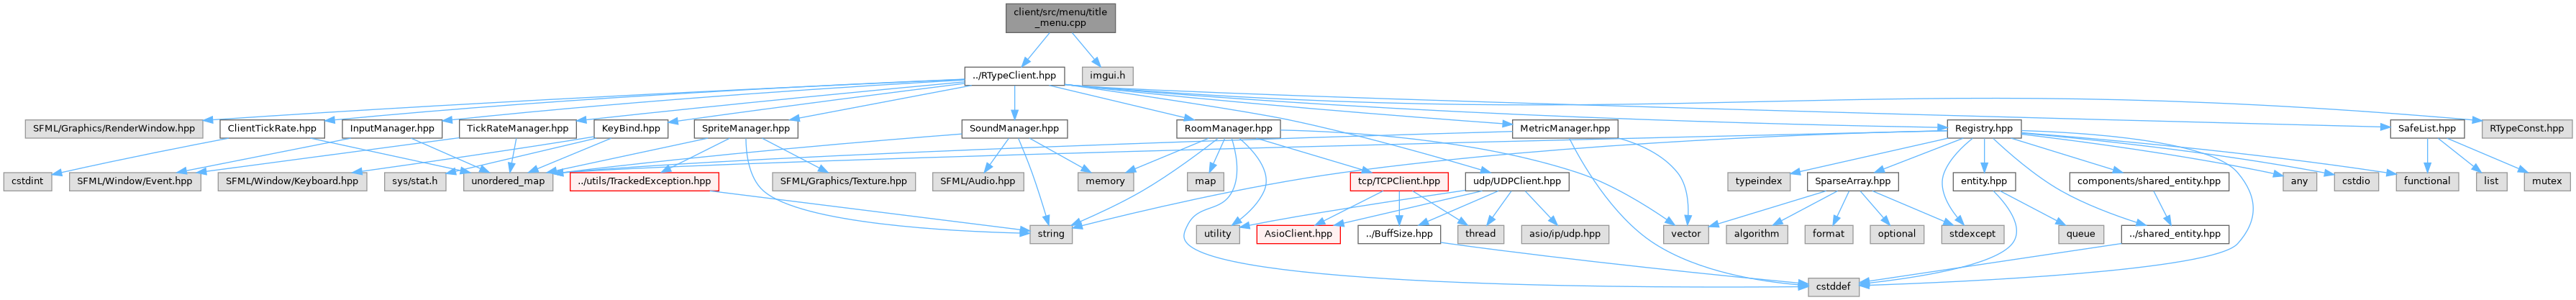 client/src/menu/title
_menu.cpp
../RTypeClient.hpp
imgui.h
SFML/Graphics/RenderWindow.hpp
ClientTickRate.hpp
InputManager.hpp
TickRateManager.hpp
KeyBind.hpp
SpriteManager.hpp
SoundManager.hpp
RoomManager.hpp
MetricManager.hpp
Registry.hpp
SafeList.hpp
RTypeConst.hpp
cstdint
SFML/Window/Event.hpp
SFML/Window/Keyboard.hpp
sys/stat.h
unordered_map
../utils/TrackedException.hpp
SFML/Graphics/Texture.hpp
SFML/Audio.hpp
memory
map
tcp/TCPClient.hpp
udp/UDPClient.hpp
typeindex
SparseArray.hpp
entity.hpp
components/shared_entity.hpp
any
cstdio
functional
list
mutex
string
utility
AsioClient.hpp
../BuffSize.hpp
thread
asio/ip/udp.hpp
vector
algorithm
format
optional
stdexcept
queue
../shared_entity.hpp
cstddef